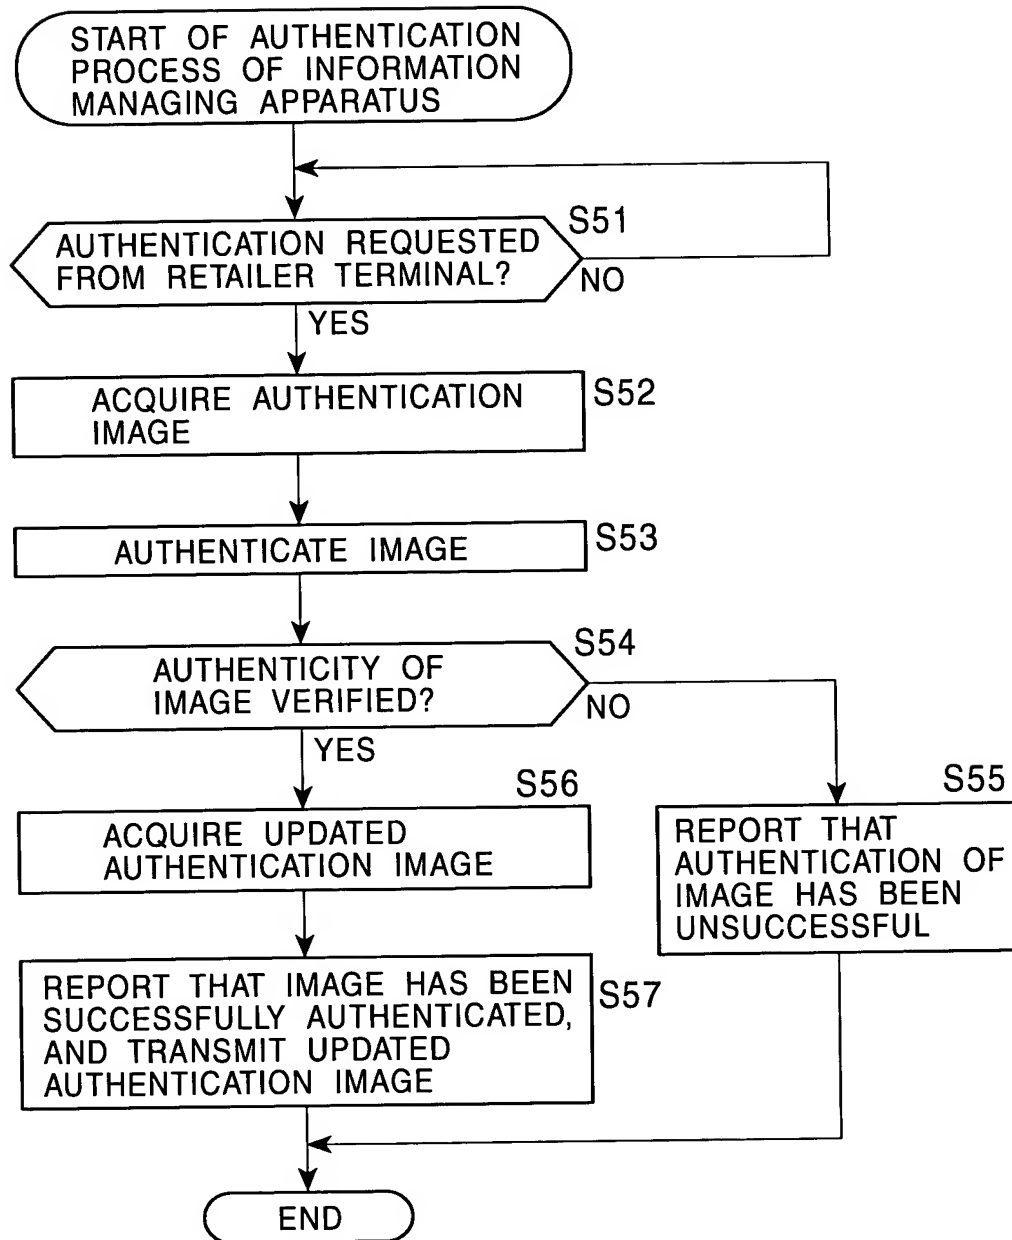 START OF AUTHENTICATION
PROCESS OF INFORMATION
MANAGING APPARATUS
S51
AUTHENTICATION REQUESTED
FROM RETAILER TERMINAL?
NO
YES
S52
ACQUIRE AUTHENTICATION
IMAGE
S53
AUTHENTICATE IMAGE
S54
AUTHENTICITY OF
IMAGE VERIFIED?
NO
YES
S56
ACQUIRE UPDATED
AUTHENTICATION IMAGE
S55
REPORT THAT
AUTHENTICATION OF
IMAGE HAS BEEN
UNSUCCESSFUL
S57
REPORT THAT IMAGE HAS BEEN
SUCCESSFULLY AUTHENTICATED,
AND TRANSMIT UPDATED
AUTHENTICATION IMAGE
END